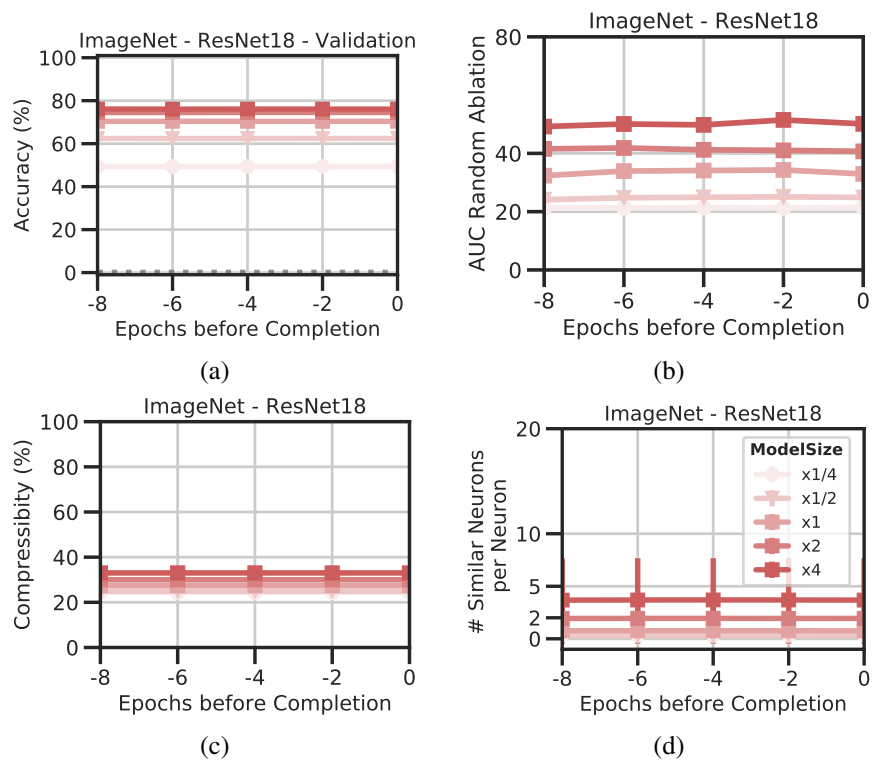 ImageNet - ResNet18 - Validation
Accuracy (%)
100
80
60
40
20
0
-8 -6 -4 -2 0
Epochs before Completion
(a)
ImageNet - ResNet18
AUC Random Ablation
80
40
20
0
-8 -6 -4 -2 0
Epochs before Completion
(b)
ImageNet - ResNet18
Compressibity (%)
100
80
60
40
20
0
-8 -6 -4 -2 0
Epochs before Completion
(c)
ImageNet - ResNet18
# Similar Neurons
per Neuron
20
10
5
2
0
ModelSize
x1/4
x1/2
x1
x2
x4
-8 -6 -4 -2 0
Epochs before Completion
(d)